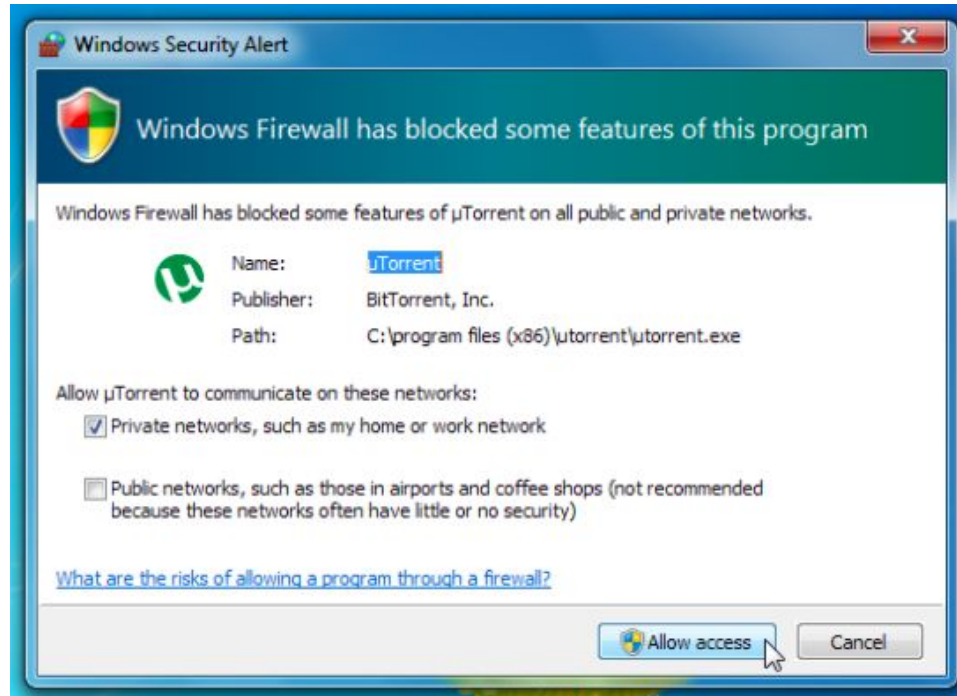 Windows Security Alert
Windows Firewall has blocked some features of this program
Windows Firewall has blocked some features of µTorrent on all public and private networks.
Name: µTorrent
Publisher: BitTorrent, Inc.
Path: C:\program files (x86)\utorrent\utorrent.exe
Allow µTorrent to communicate on these networks:
Private networks, such as my home or work network
Public networks, such as those in airports and coffee shops (not recommended
because these networks often have little or no security)
What are the risks of allowing a program through a firewall?
Allow access Cancel